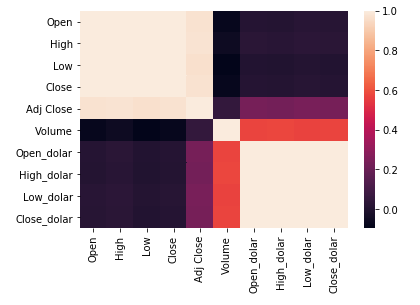 Open
High
Low
Close
Adj Close
Volume
Open_dolar
High_dolar
Low_dolar
Close_dolar
Open
High
Low
Close
Adj Close
Volume
Open_dolar
High_dolar
Low_dolar
Close_dolar
1.0
0.8
0.6
0.4
0.2
0.0